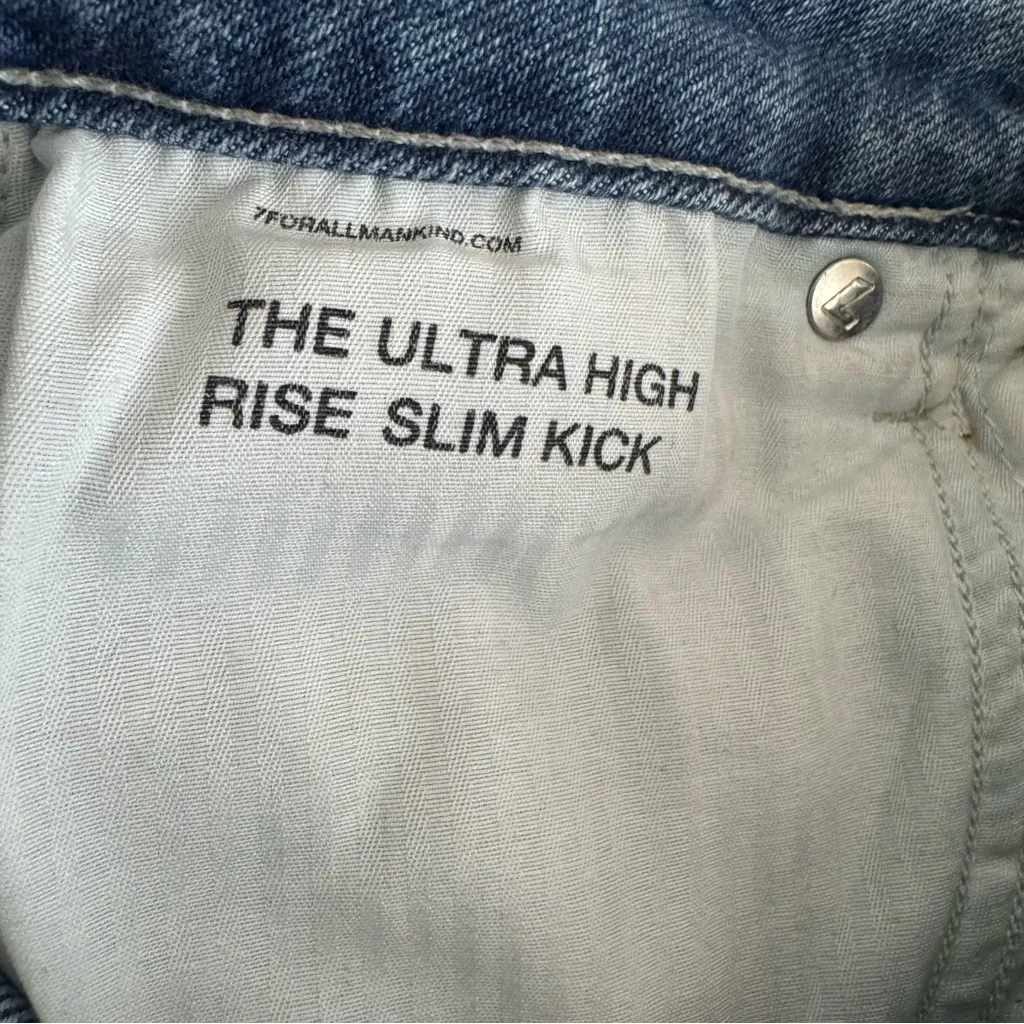 7FORALLMANKIND.COM
THE ULTRA HIGH
RISE SLIM KICK